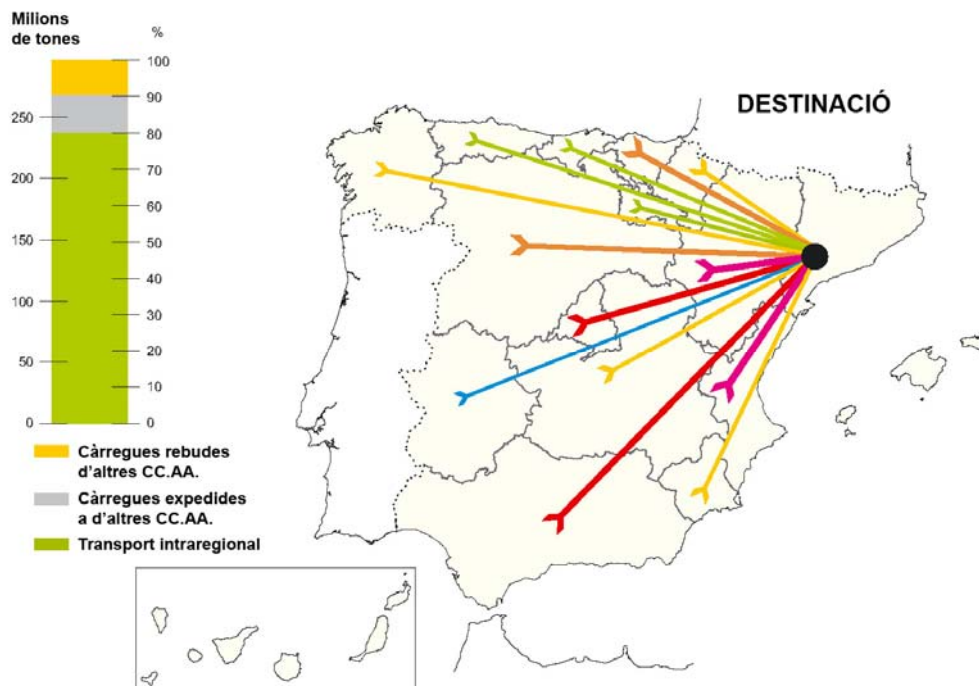 Milions
de tones
%
DESTINACIÓ
100
90
250
80
70
200
60
150
50
40
100
30
20
50
10
0
0
Càrregues rebudes
d'altres CC.AA.
Càrregues expedides
a d'altres CC.AA.
Transport intraregional